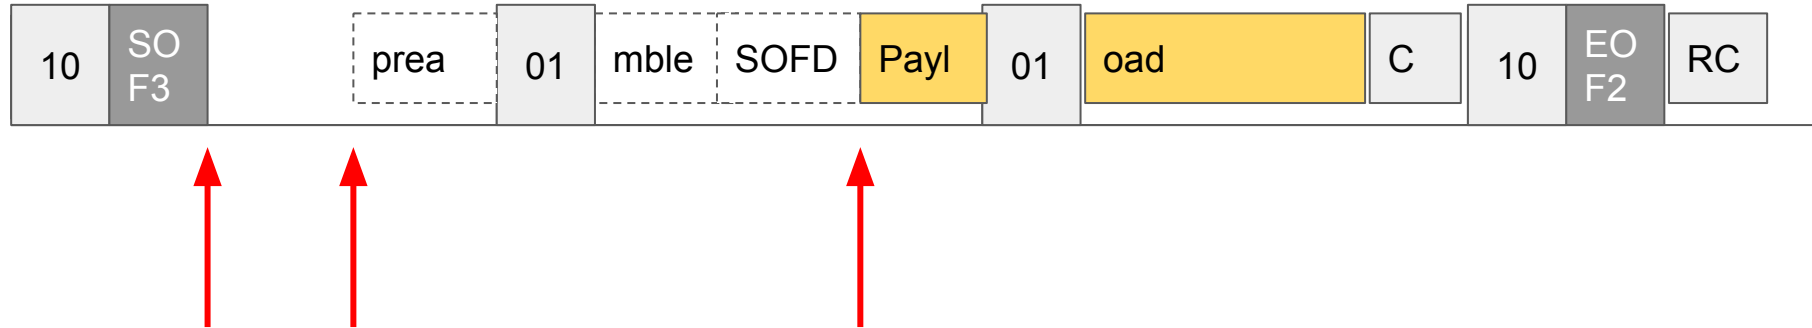 10 SO prea 01 mble SOFD Payl 01 oad C 10 EO RC
F3 F2